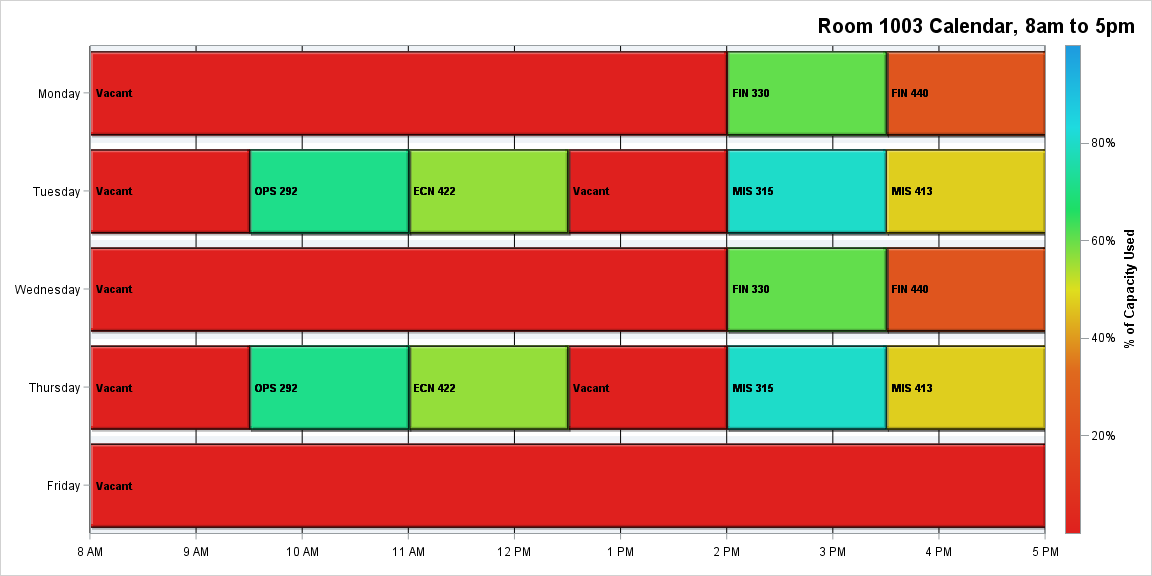 Room 1003 Calendar, 8am to 5pm
Monday Vacant FIN 330 FIN 440
80%
Tuesday Vacant OPS 292 ECN 422 Vacant MIS 315 MIS 413
60%
Wednesday Vacant FIN 330 FIN 440
% of Capacity Used
40%
Thursday Vacant OPS 292 ECN 422 Vacant MIS 315 MIS 413
20%
Friday Vacant
8 AM 9 AM 10 AM 11 AM 12 PM 1 PM 2 PM 3 PM 4 PM 5 PM